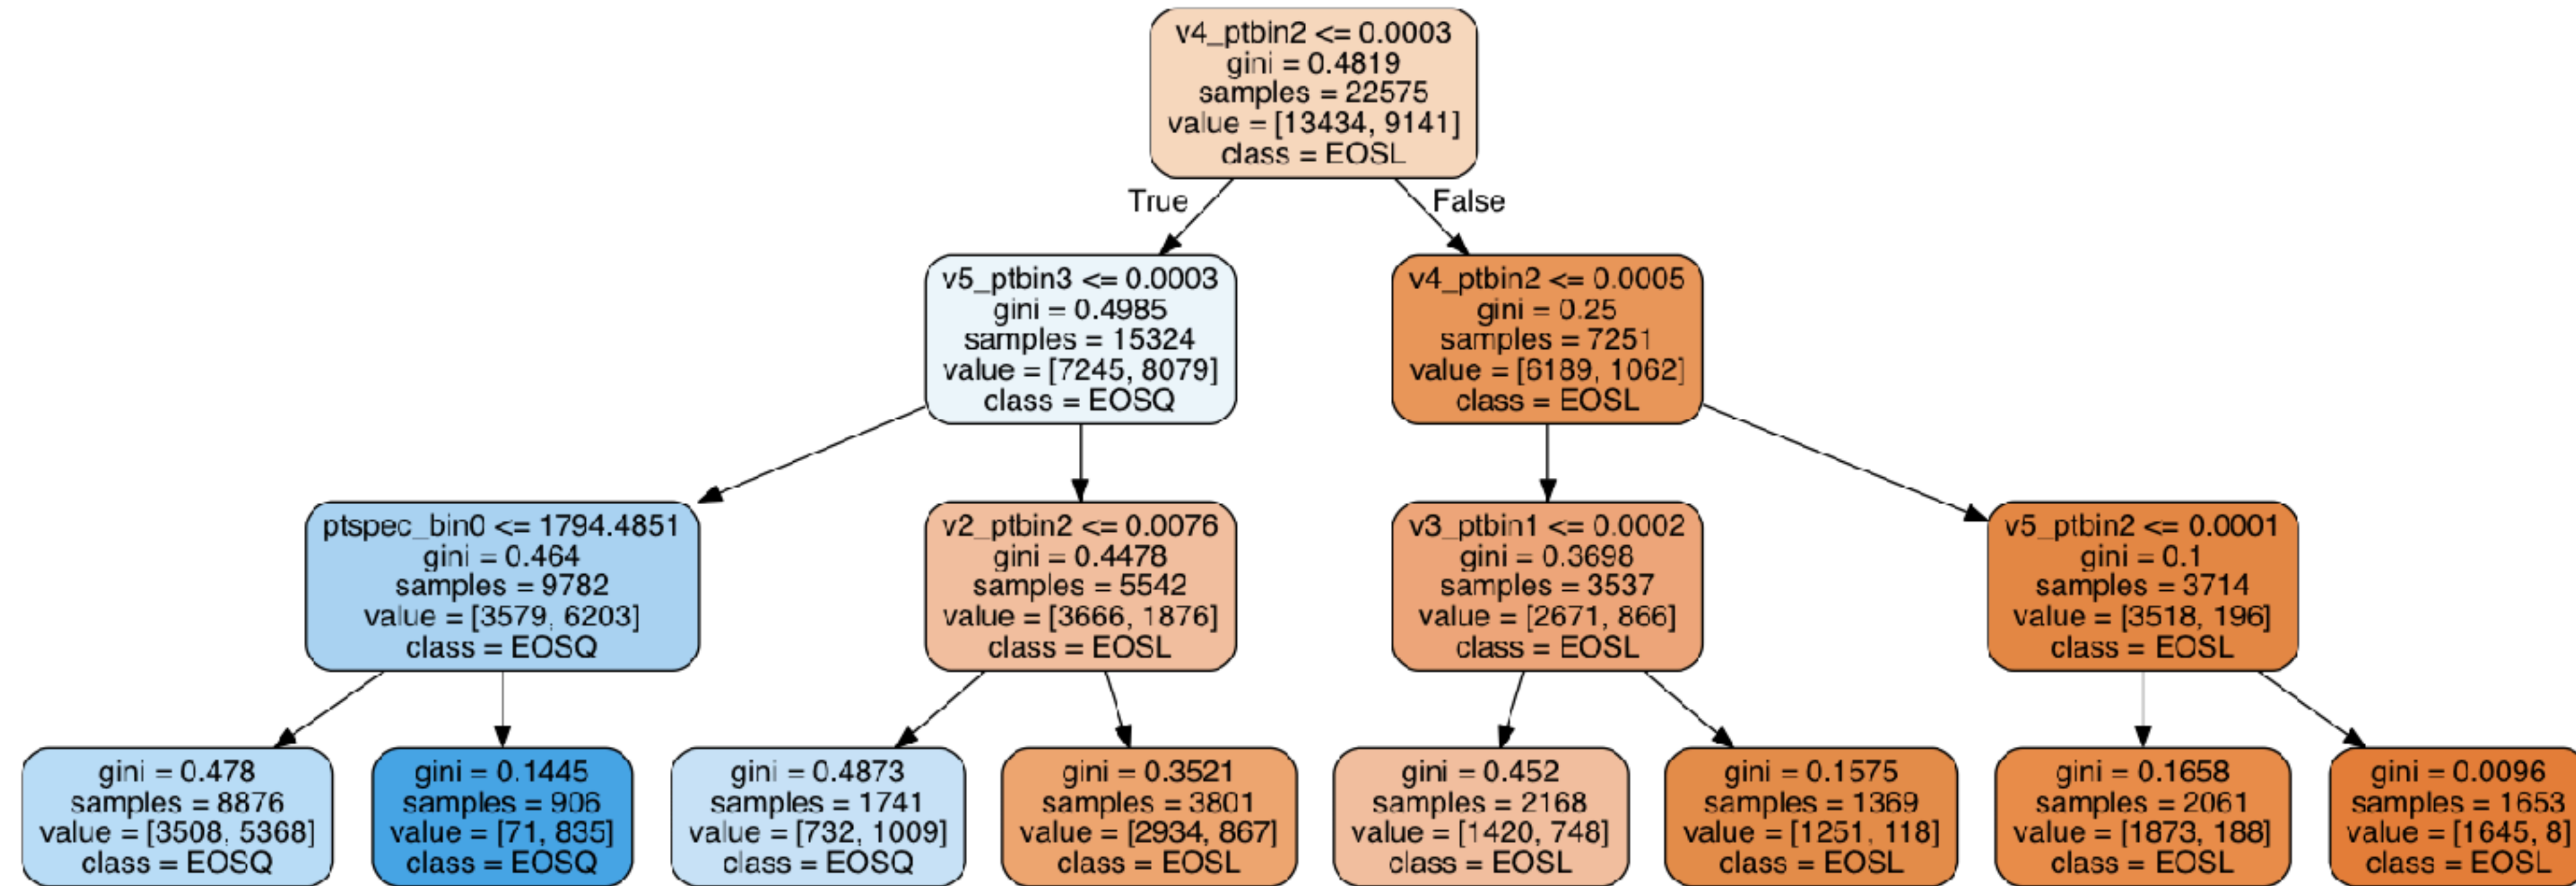 v4_ptbin2 <= 0.0003
gini = 0.4819
samples = 22575
value = [13434, 9141]
class = EOSL
True
False
v5_ptbin3 <= 0.0003
gini = 0.4985
samples = 15324
value = [7245, 8079]
class = EOSQ
v4_ptbin2 <= 0.0005
gini = 0.25
samples = 7251
value = [6189, 1062]
class = EOSL
ptspec_bin0 <= 1794.4851
gini = 0.464
samples = 9782
value = [3579, 6203]
class = EOSQ
v2_ptbin2 <= 0.0076
gini = 0.4478
samples = 5542
value = [3666, 1876]
class = EOSL
v3_ptbin1 <= 0.0002
gini = 0.3698
samples = 3537
value = [2671, 866]
class = EOSL
v5_ptbin2 <= 0.0001
gini = 0.1
samples = 3714
value = [3518, 196]
class = EOSL
gini = 0.478
samples = 8876
value = [3508, 5368]
class = EOSQ
gini = 0.1445
samples = 906
value = [71, 835]
class = EOSQ
gini = 0.4873
samples = 1741
value = [732, 1009]
class = EOSQ
gini = 0.3521
samples = 3801
value = [2934, 867]
class = EOSL
gini = 0.452
samples = 2168
value = [1420, 748]
class = EOSL
gini = 0.1575
samples = 1369
value = [1251, 118]
class = EOSL
gini = 0.1658
samples = 2061
value = [1873, 188]
class = EOSL
gini = 0.0096
samples = 1653
value = [1645, 8]
class = EOSL